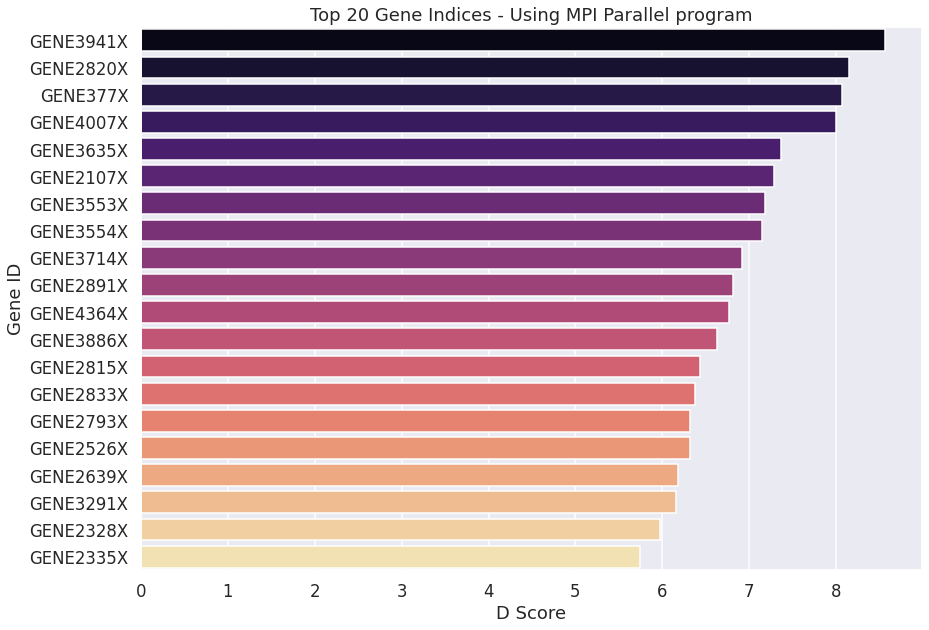 Top 20 Gene Indices - Using MPI Parallel program
Gene ID
GENE3941X
GENE2820X
GENE377X
GENE4007X
GENE3635X
GENE2107X
GENE3553X
GENE3554X
GENE3714X
GENE2891X
GENE4364X
GENE3886X
GENE2815X
GENE2833X
GENE2793X
GENE2526X
GENE2639X
GENE3291X
GENE2328X
GENE2335X
0 1 2 3 4 5 6 7 8
D Score